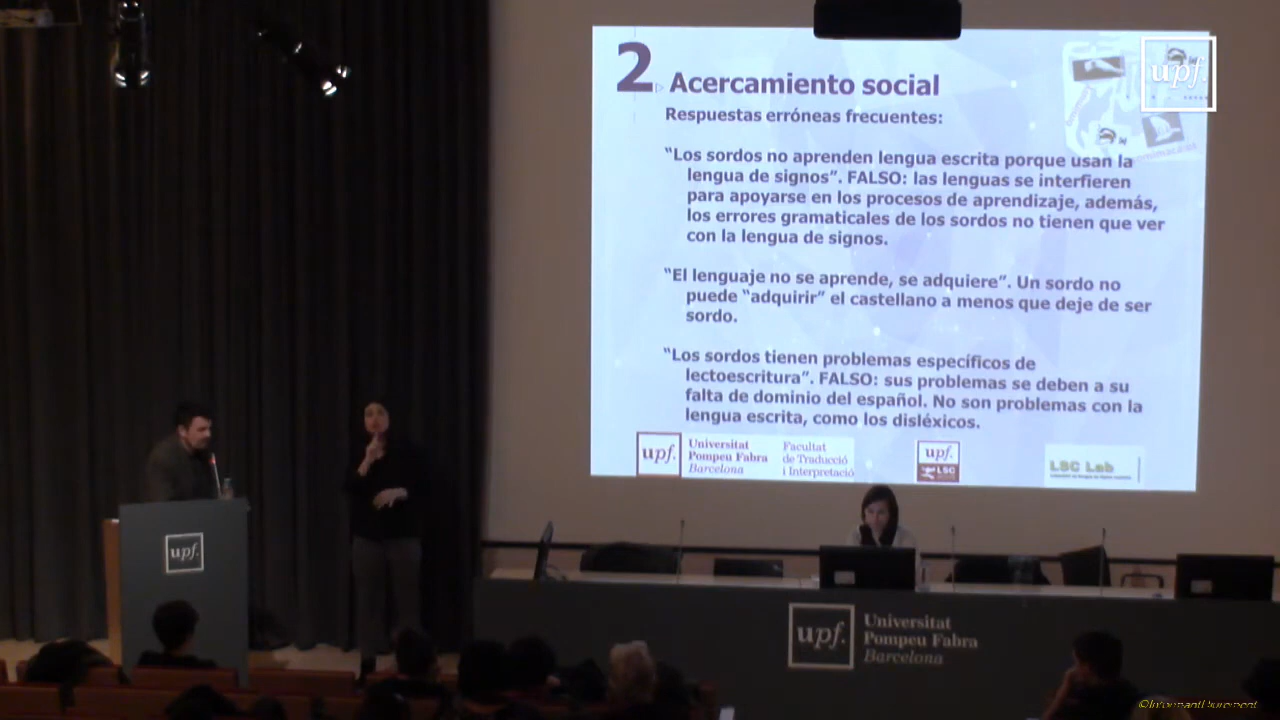 2 Acercamiento social
Respuestas erróneas frecuentes:
“Los sordos no aprenden lengua escrita porque usan la
lengua de signos”. FALSO: las lenguas se interfieren
para apoyarse en los procesos de aprendizaje, además,
los errores gramaticales de los sordos no tienen que ver
con la lengua de signos.
“El lenguaje no se aprende, se adquiere”. Un sordo no
puede “adquirir” el castellano a menos que deje de ser
sordo.
“Los sordos tienen problemas específicos de
lectoescritura”. FALSO: sus problemas se deben a su
falta de dominio del español. No son problemas con la
lengua escrita, como los disléxicos.
upf.
upf.
Universitat
Pompeu Fabra
Barcelona
Facultat
de Traducció
i Interpretació
upf.
LSC
LSC Lab
upf.
upf.
Universitat
Pompeu Fabra
Barcelona